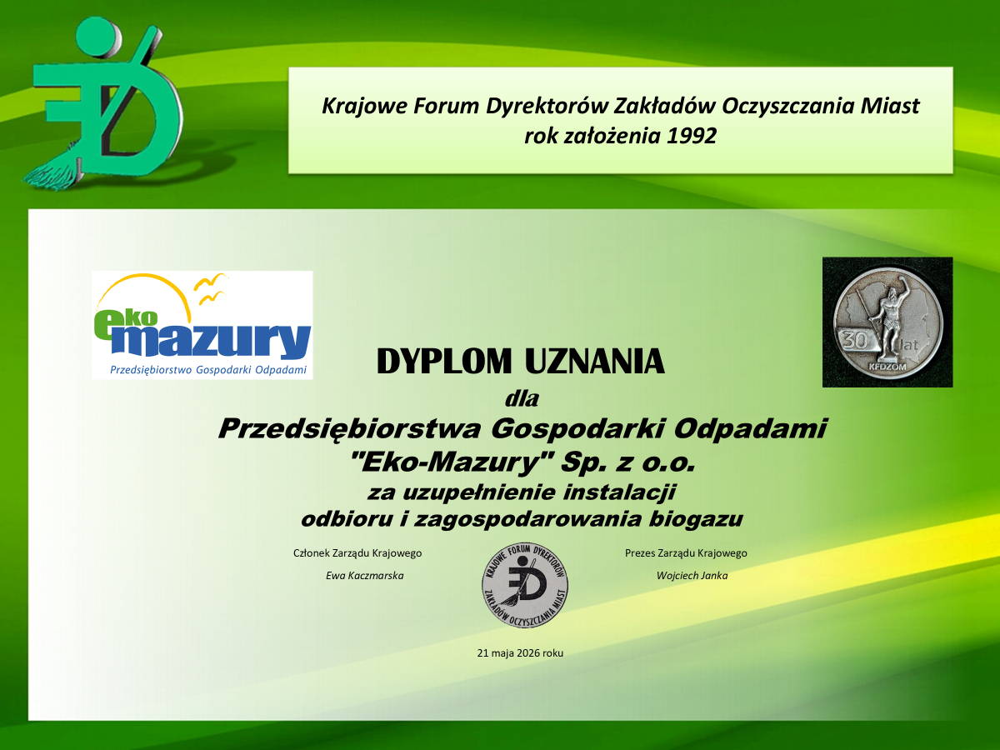 Krajowe Forum Dyrektorów Zakładów Oczyszczania Miast
rok założenia 1992
eko
mazury
Przedsiębiorstwo Gospodarki Odpadami
30 lat
KFDZOM
DYPLOM UZNANIA
dla
Przedsiębiorstwa Gospodarki Odpadami
"Eko-Mazury" Sp. z o.o.
za uzupełnienie instalacji
odbioru i zagospodarowania biogazu
Członek Zarządu Krajowego
Ewa Kaczmarska
KRAJOWE FORUM DYREKTORÓW
ZAKŁADÓW OCZYSZCZANIA MIAST
Prezes Zarządu Krajowego
Wojciech Janka
21 maja 2026 roku